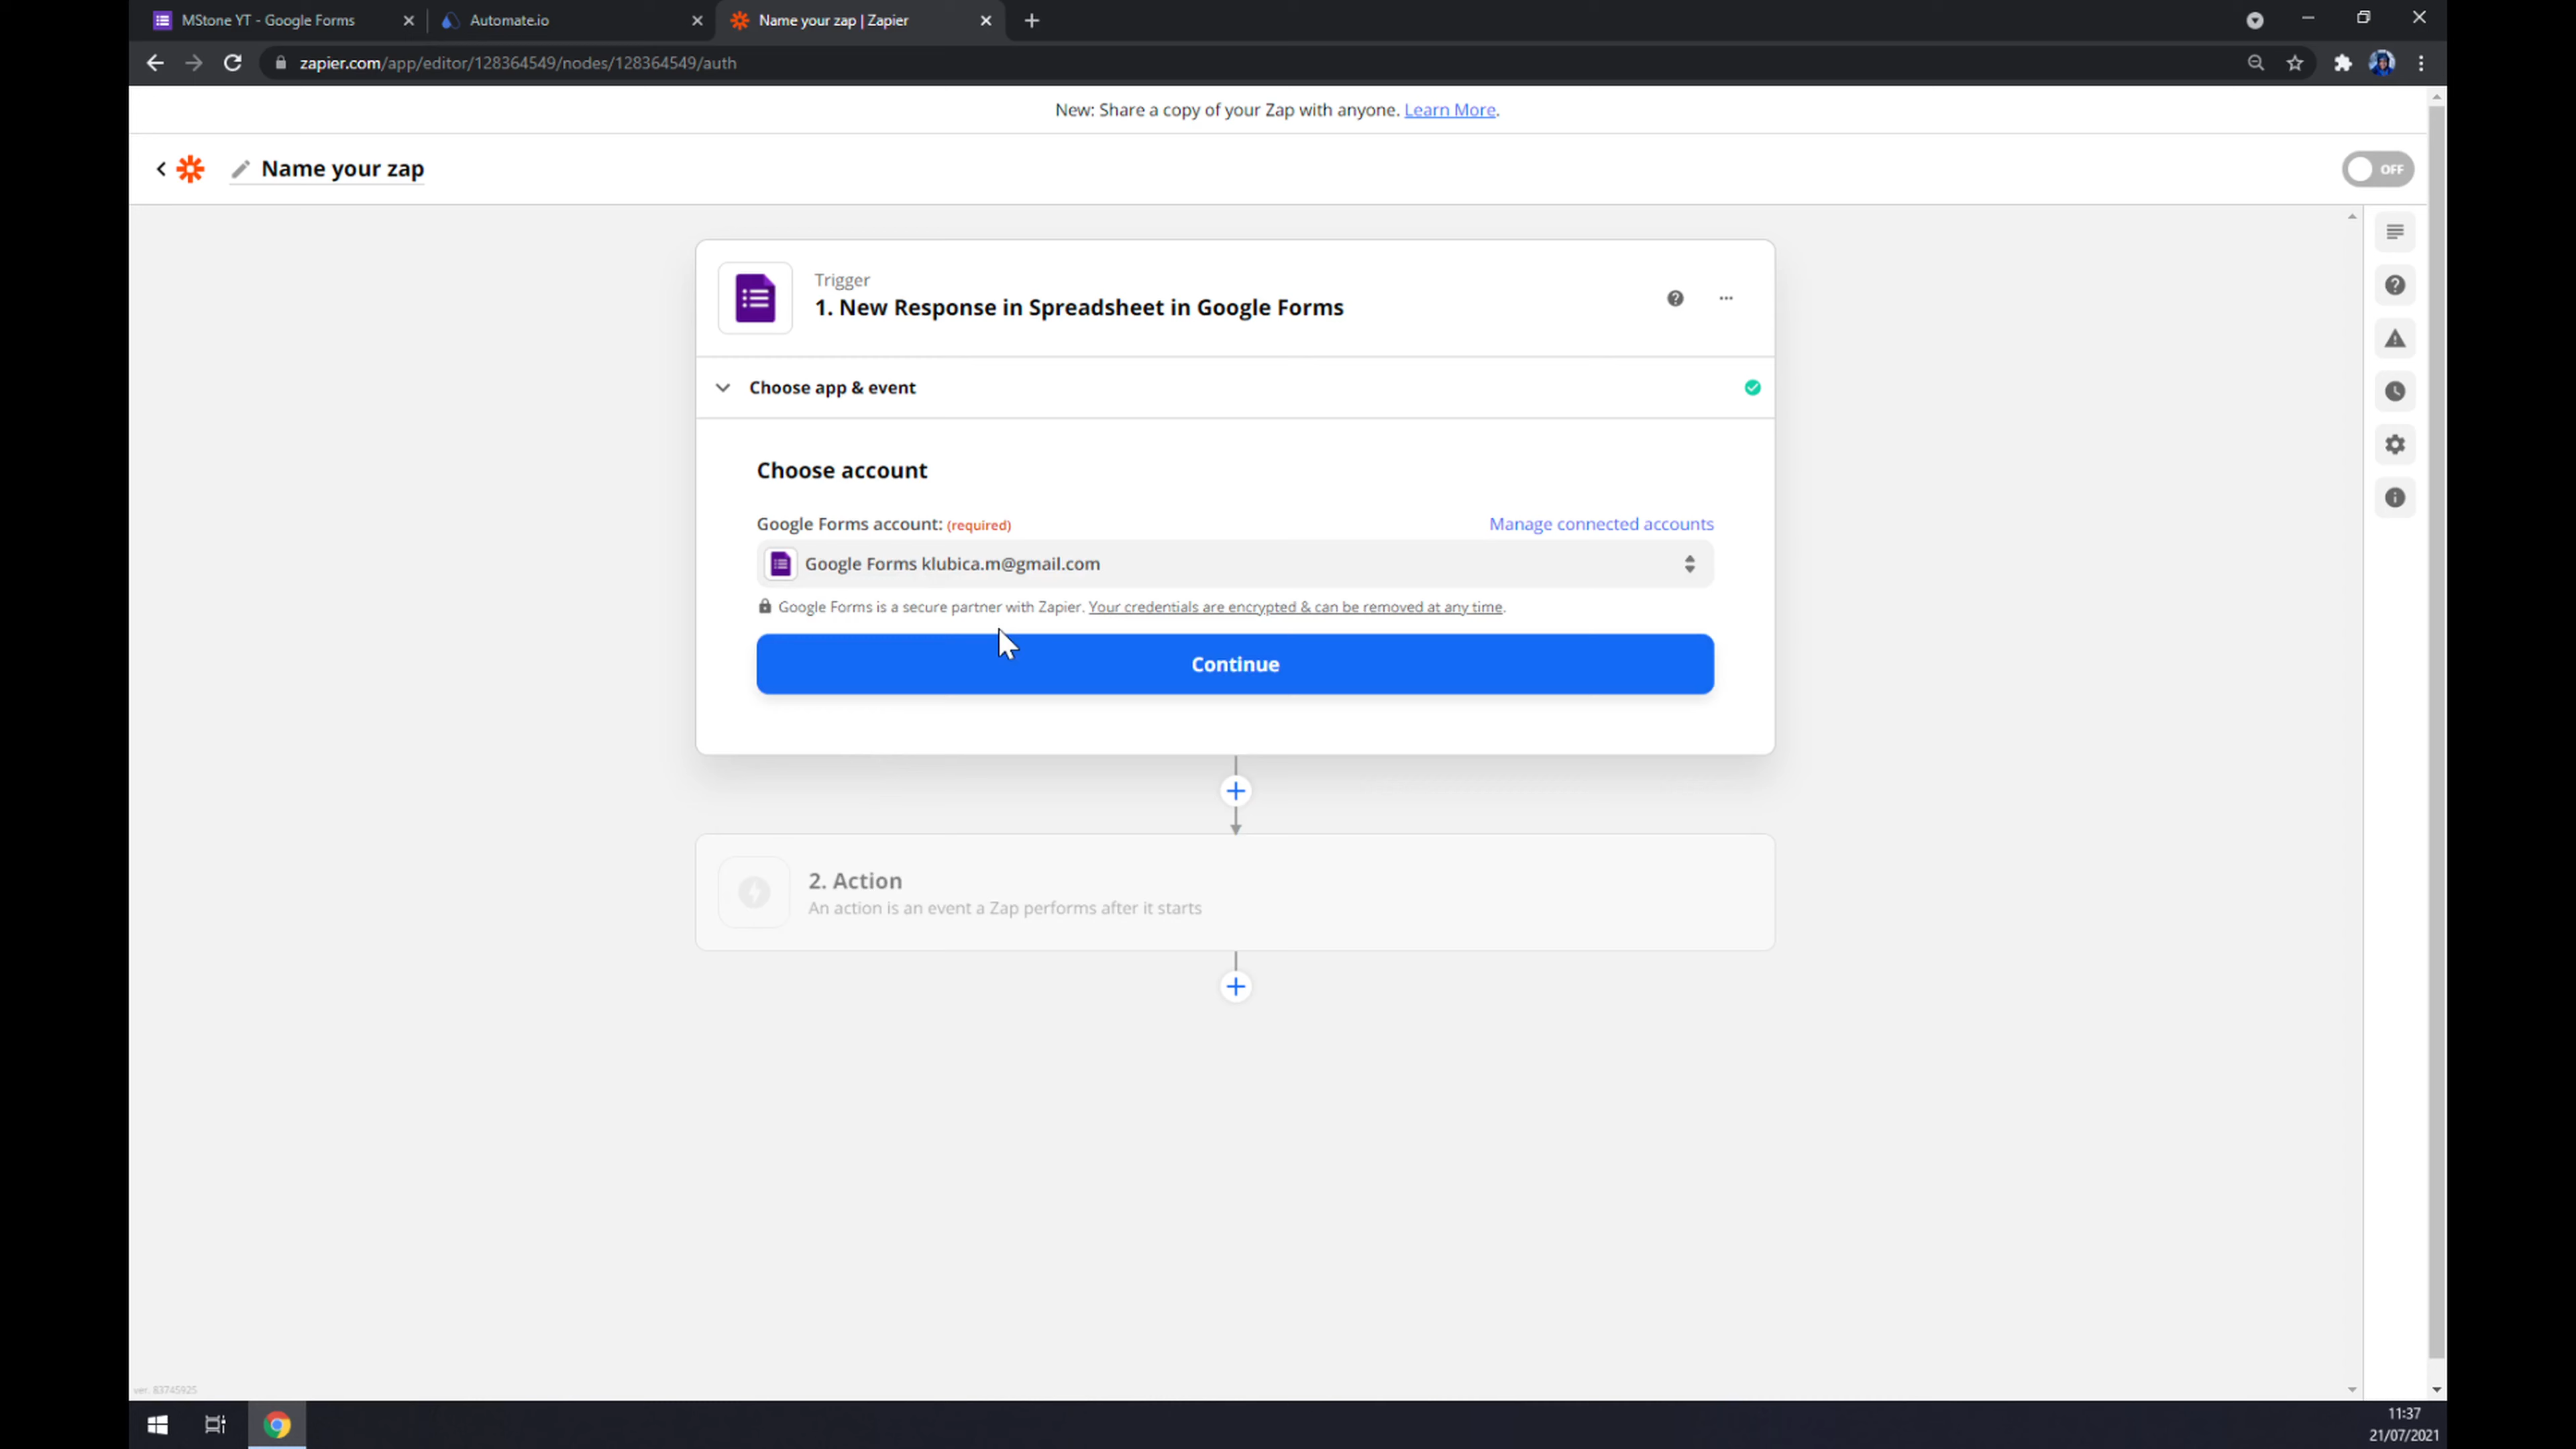 MStone YT - Google Forms
Automate.io
Name your zap | Zapier
zapier.com/app/editor/128364549/nodes/128364549/auth
New: Share a copy of your Zap with anyone. Learn More.
Name your zap
OFF
Trigger
1. New Response in Spreadsheet in Google Forms
Choose app & event
Choose account
Google Forms account: (required)
Manage connected accounts
Google Forms klubica.m@gmail.com
Google Forms is a secure partner with Zapier. Your credentials are encrypted & can be removed at any time.
Continue
2. Action
An action is an event a Zap performs after it starts
ver. 83745925
11:37
21/07/2021